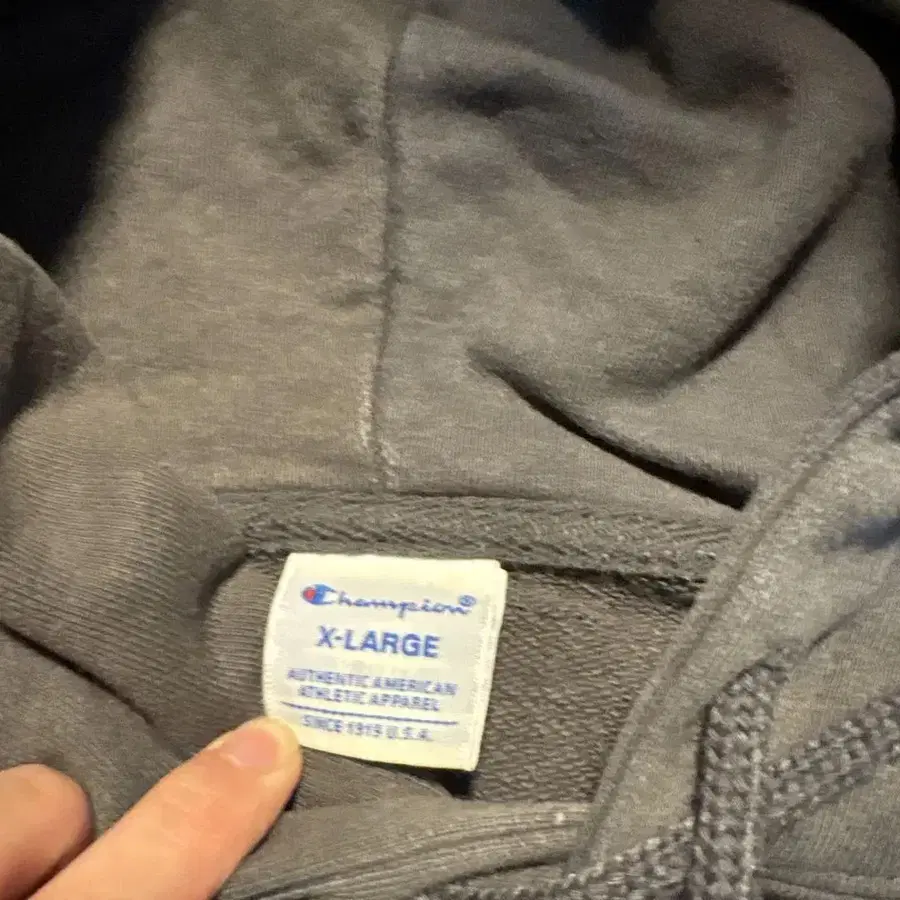 Champion®
X-LARGE
AUTHENTIC AMERICAN
ATHLETIC APPAREL
SINCE 1919 U.S.A.